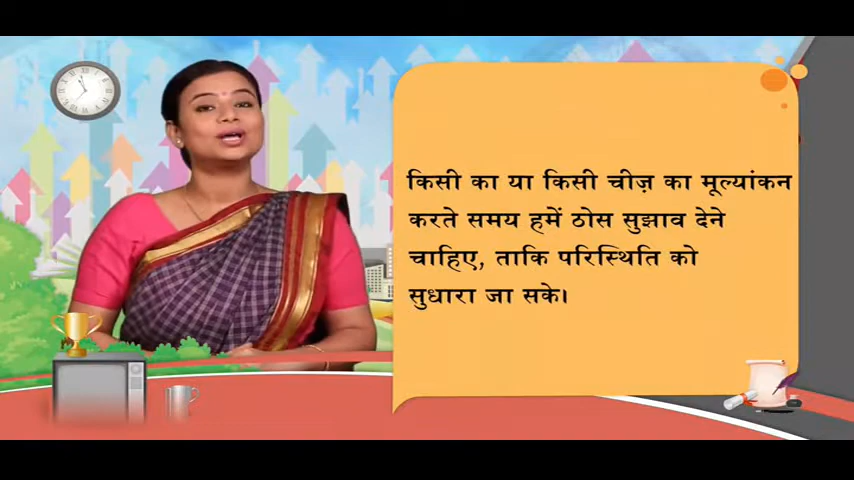 किसी का या किसी चीज़ का मूल्यांकन
करते समय हमें ठोस सुझाव देने
चाहिए, ताकि परिस्थिति को
सुधारा जा सके।